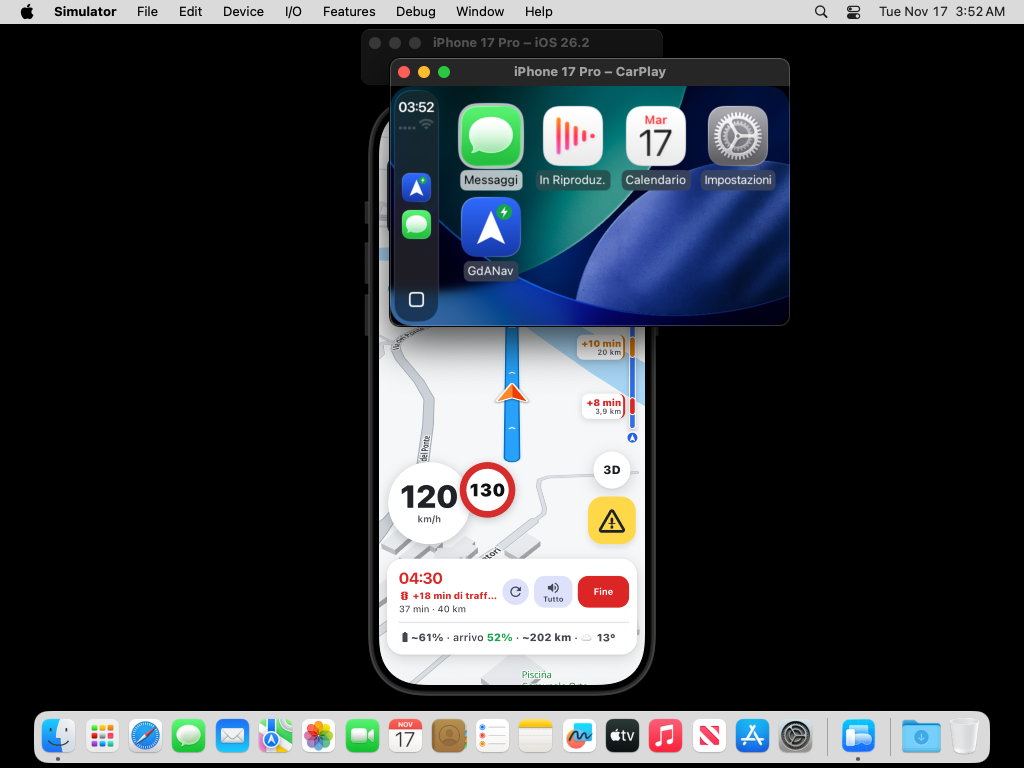 Simulator File Edit Device I/O Features Debug Window Help Tue Nov 17 3:52 AM
iPhone 17 Pro – iOS 26.2
iPhone 17 Pro – CarPlay
03:52
Messaggi
In Riproduz.
Mar
17
Calendario
Impostazioni
GdANav
+10 min
20 km
+8 min
3,9 km
del Ponte
3D
120
km/h
130
04:30
+18 min di traff...
37 min · 40 km
Tutto
Fine
~61% · arrivo 52% · ~202 km · 13°
Piscina
NOV
17
tv